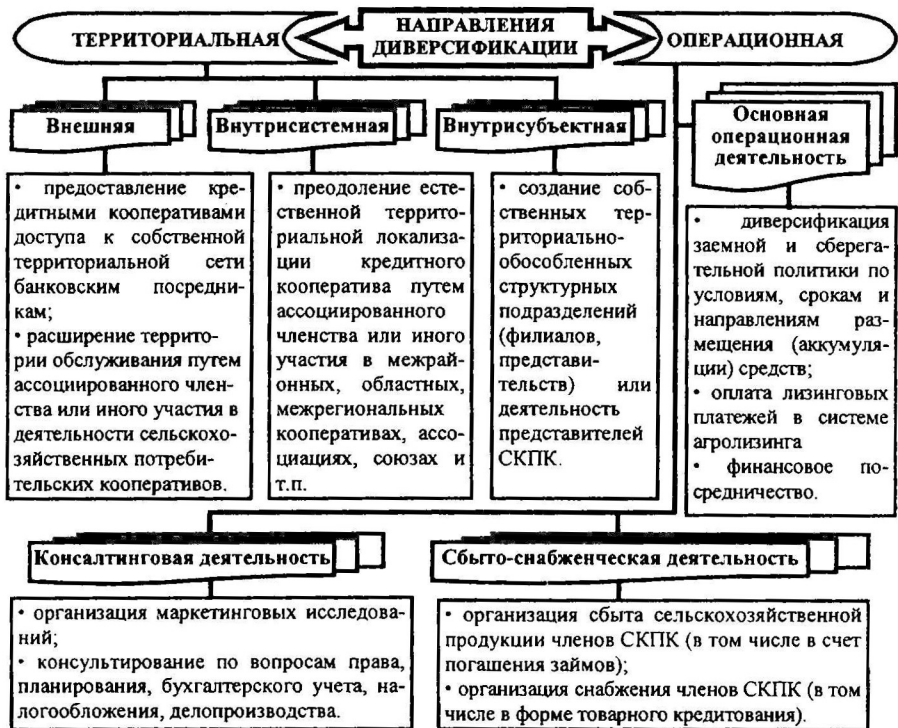 НАПРАВЛЕНИЯ
ДИВЕРСИФИКАЦИИ
ТЕРРИТОРИАЛЬНАЯ
ОПЕРАЦИОННАЯ
Внешняя
• предоставление кре-
дитными кооперативами
доступа к собственной
территориальной сети
банковским посредни-
кам;
• расширение террито-
рии обслуживания путем
ассоциированного член-
ства или иного участия в
деятельности сельскохо-
зяйственных потреби-
тельских кооперативов.
Внутрисистемная
• преодоление есте-
ственной террито-
риальной локализа-
ции кредитного
кооператива путем
ассоциированного
членства или иного
участия в межрай-
онных, областных,
межрегиональных
кооперативах, ассо-
циациях, союзах и
т.п.
Внутрисубъектная
• создание соб-
ственных тер-
риториально-
обособленных
структурных
подразделений
(филиалов,
представи-
тельств) или
деятельность
представителей
СКПК.
Основная
операционная
деятельность
• диверсификация
заемной и сберега-
тельной политики по
условиям, срокам и
направлениям раз-
мещения (аккумуля-
ции) средств;
• оплата лизинговых
платежей в системе
агролизинга
• финансовое по-
средничество.
Консалтинговая деятельность
• организация маркетинговых исследова-
ний;
• консультирование по вопросам права,
планирования, бухгалтерского учета, на-
логообложения, делопроизводства.
Сбыто-снабженческая деятельность
• организация сбыта сельскохозяйственной
продукции членов СКПК (в том числе в счет
погашения займов);
• организация снабжения членов СКПК (в том
числе в форме товарного кредитования).